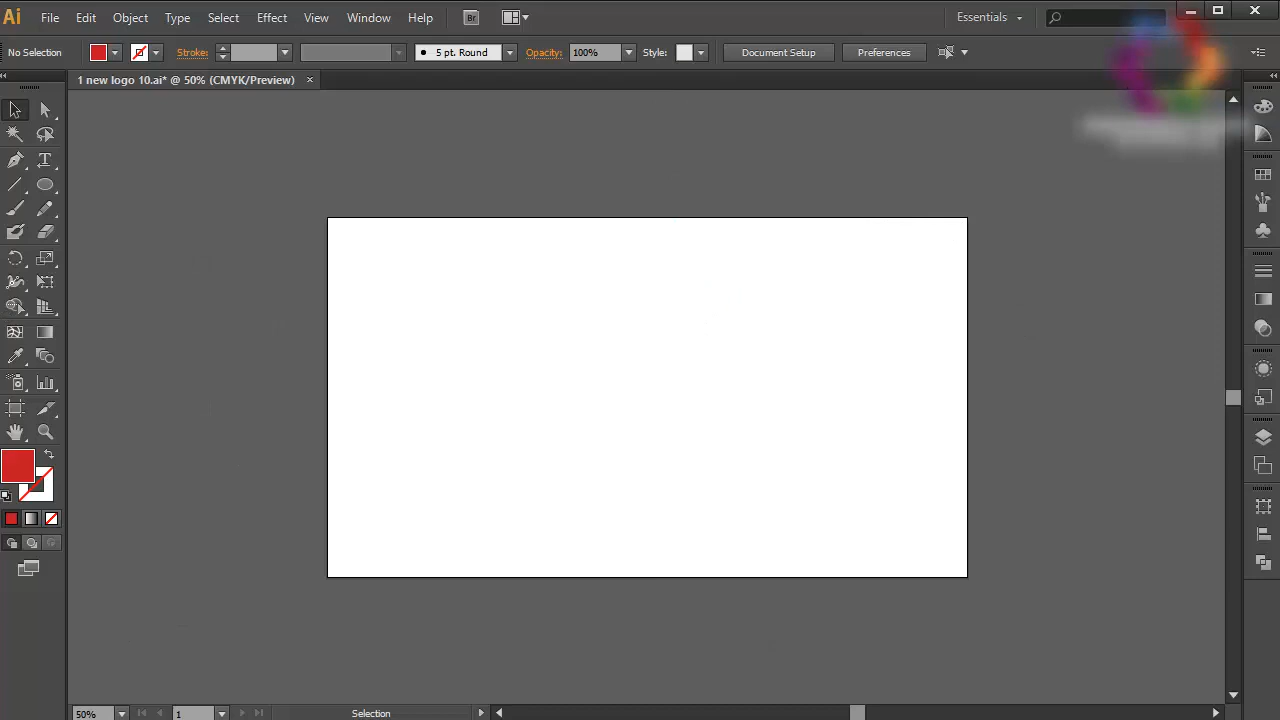 Ai File Edit Object Type Select Effect View Window Help Br Essentials
No Selection Stroke: 5 pt. Round Opacity: 100% Style: Document Setup Preferences
1 new logo 10.ai* @ 50% (CMYK/Preview)
50% 1 Selection